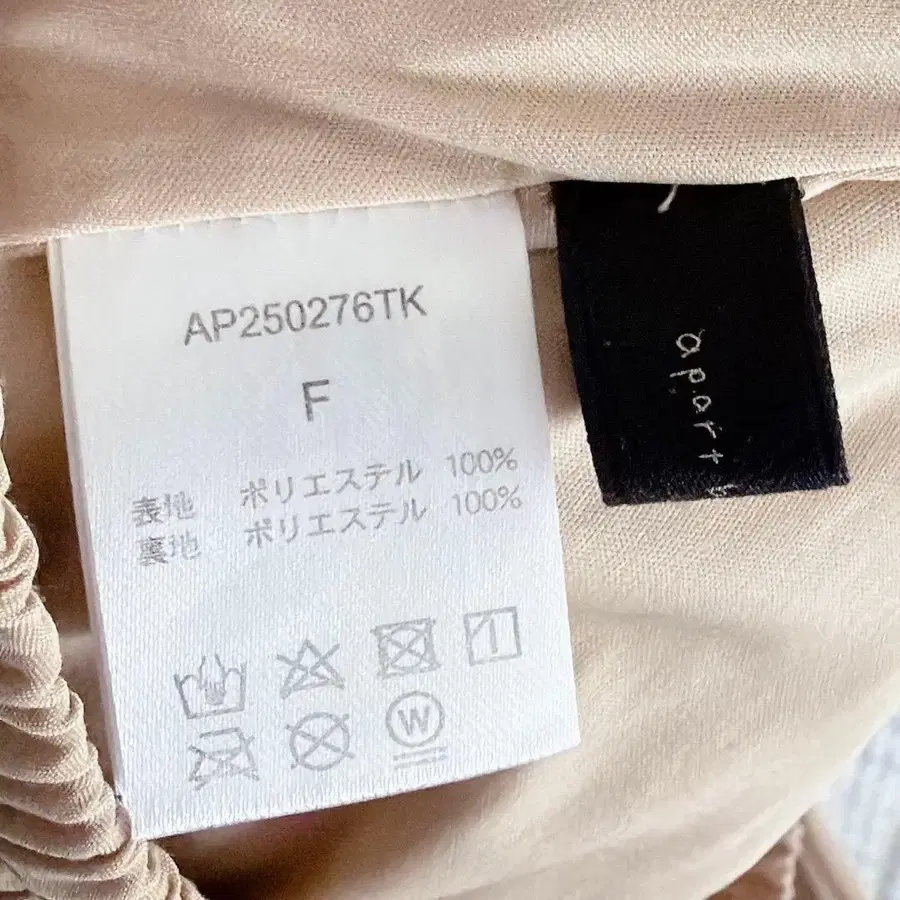 AP250276TK
F
表地 ポリエステル 100%
裏地 ポリエステル 100%
W
apart